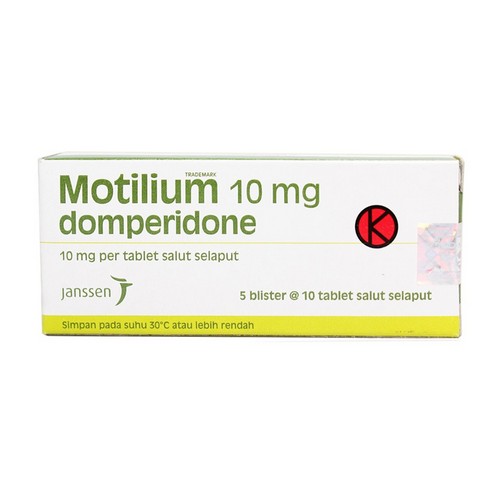 TRADEMARK
Motilium 10 mg
domperidone
10 mg per tablet salut selaput
K
janssen
5 blister @ 10 tablet salut selaput
Simpan pada suhu 30°C atau lebih rendah